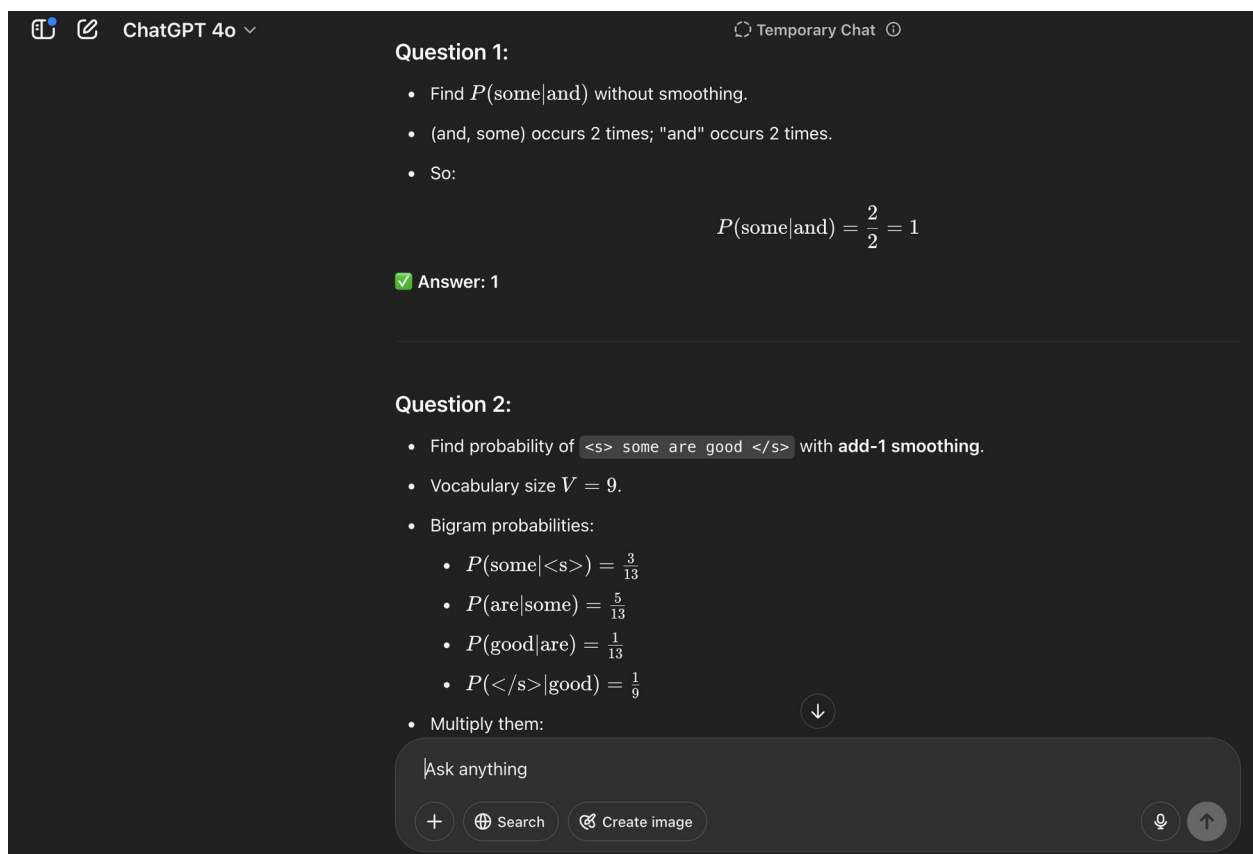 ChatGPT 4o
Temporary Chat
Question 1:
• Find P(some|and) without smoothing.
• (and, some) occurs 2 times; "and" occurs 2 times.
• So:
P(some|and) = 2/2 = 1
✅ Answer: 1
Question 2:
• Find probability of <s> some are good </s> with add-1 smoothing.
• Vocabulary size V = 9.
• Bigram probabilities:
• P(some|<s>) = 3/13
• P(are|some) = 5/13
• P(good|are) = 1/13
• P(</s>|good) = 1/9
• Multiply them:
Ask anything
Search Create image